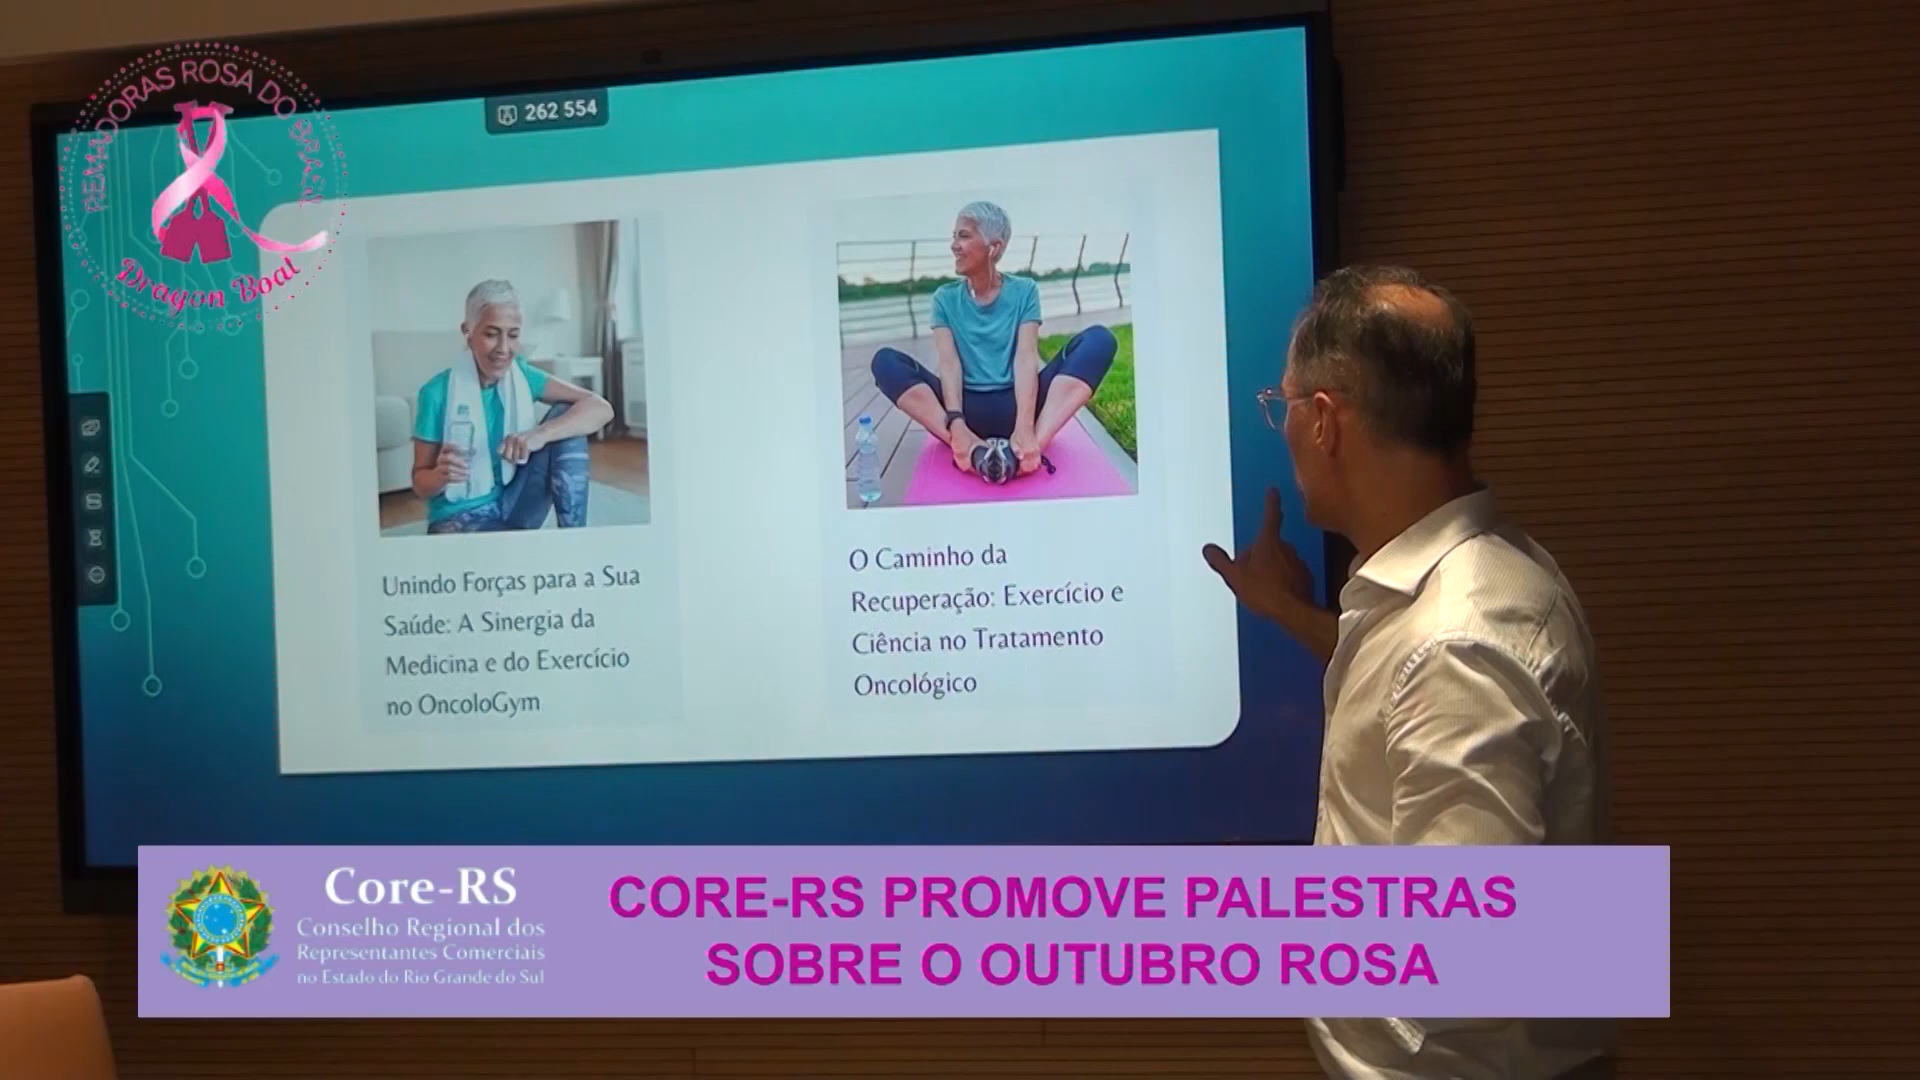 REMADORAS ROSA DO BRASIL
Dragon Boat
262 554
Unindo Forças para a Sua
Saúde: A Sinergia da
Medicina e do Exercício
no OncoloGym
O Caminho da
Recuperação: Exercício e
Ciência no Tratamento
Oncológico
Core-RS
Conselho Regional dos
Representantes Comerciais
no Estado do Rio Grande do Sul
CORE-RS PROMOVE PALESTRAS
SOBRE O OUTUBRO ROSA